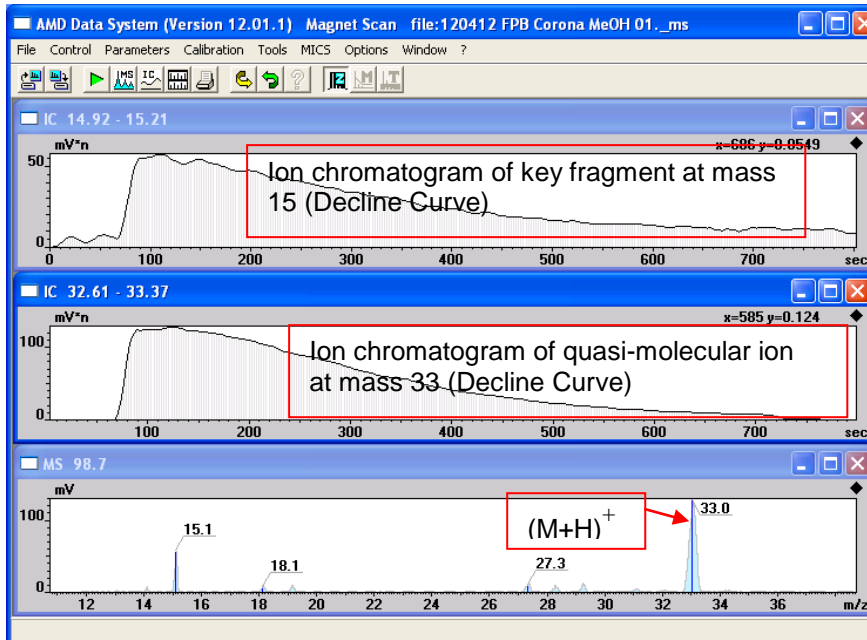 AMD Data System (Version 12.01.1) Magnet Scan file:120412 FPB Corona MeOH 01._ms
File Control Parameters Calibration Tools MICS Options Window ?
IMS IC
M I.T
IC 14.92 - 15.21
mV*n
x=686 y=0.0549
50
Ion chromatogram of key fragment at mass
15 (Decline Curve)
0
0 100 200 300 400 500 600 700 sec
IC 32.61 - 33.37
mV*n
x=585 y=0.124
100
Ion chromatogram of quasi-molecular ion
at mass 33 (Decline Curve)
0
100 200 300 400 500 600 700 sec
MS 98.7
mV
100
(M+H)+
33.0
15.1
18.1
27.3
0
12 14 16 18 20 22 24 26 28 30 32 34 36 m/z